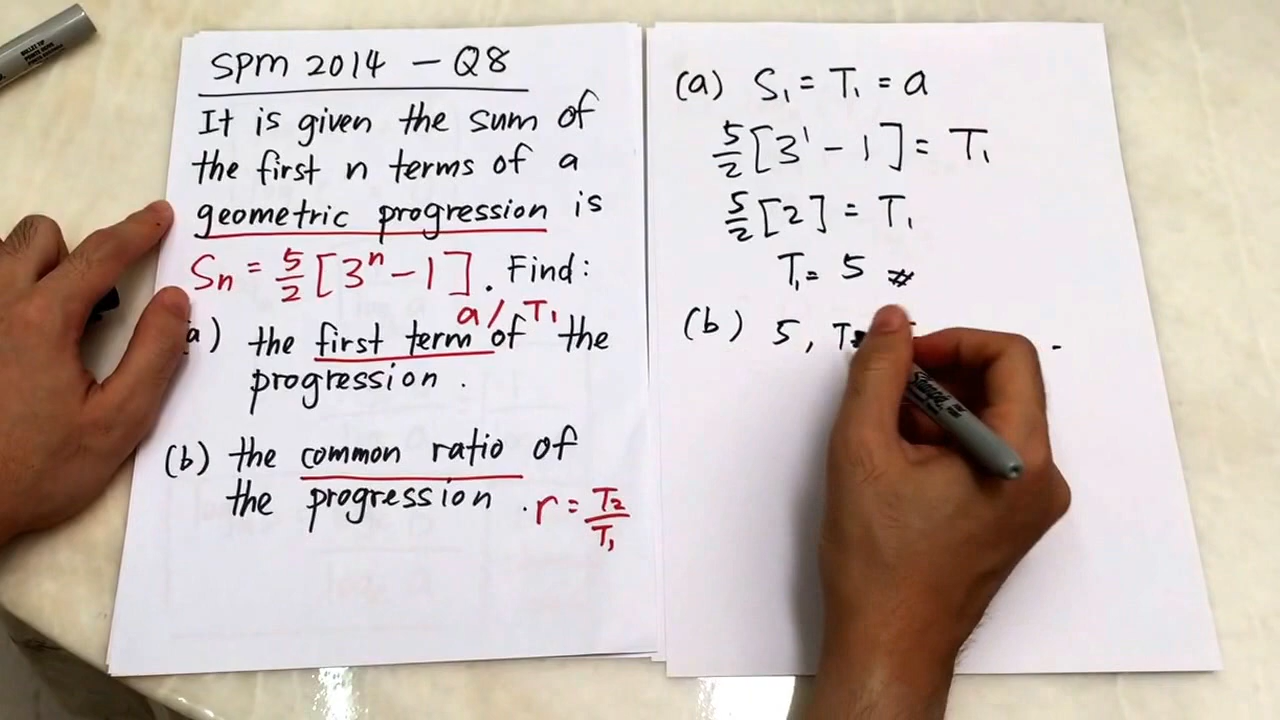 SPM 2014 - Q8
It is given the sum of
the first n terms of a
geometric progression is
Sn = 5/2 [3^n - 1]. Find:
a / T₁
a) the first term of the
progression.
(b) the common ratio of
the progression. r = T₂/T₁
(a) S₁ = T₁ = a
5/2 [3^1 - 1] = T₁
5/2 [2] = T₁
T₁ = 5 #
(b) 5,